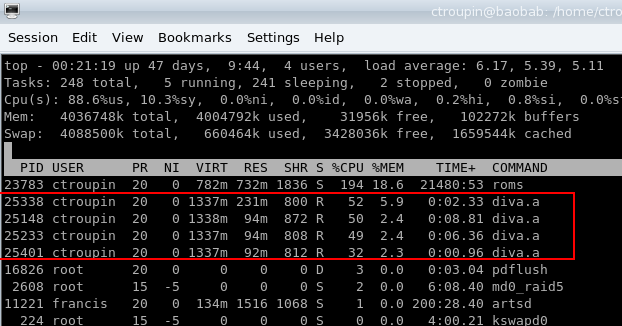 ctroupin@baobab: /home/ctro
Session Edit View Bookmarks Settings Help
top - 00:21:19 up 47 days,  9:44,  4 users,  load average: 6.17, 5.39, 5.11
Tasks: 248 total,   5 running, 241 sleeping,   2 stopped,   0 zombie
Cpu(s): 88.6%us, 10.3%sy,  0.0%ni,  0.0%id,  0.0%wa,  0.2%hi,  0.8%si,  0.0%s
Mem:   4036748k total,  4004792k used,    31956k free,   102272k buffers
Swap:  4088500k total,   660464k used,  3428036k free,  1659544k cached
PID USER PR NI VIRT RES SHR S %CPU %MEM TIME+ COMMAND
23783 ctroupin 20 0 782m 732m 1836 S 194 18.6 21480:53 roms
25338 ctroupin 20 0 1337m 231m 800 R 52 5.9 0:02.33 diva.a
25148 ctroupin 20 0 1338m 94m 872 R 50 2.4 0:08.81 diva.a
25233 ctroupin 20 0 1337m 94m 808 R 49 2.4 0:06.36 diva.a
25401 ctroupin 20 0 1337m 92m 812 R 32 2.3 0:00.96 diva.a
16826 root 20 0 0 0 0 D 3 0.0 0:03.04 pdflush
2608 root 15 -5 0 0 0 S 2 0.0 6:08.40 md0_raid5
11221 francis 20 0 134m 1516 1068 S 1 0.0 200:28.40 artsd
224 root 15 -5 0 0 0 S 0 0.0 4:00.21 kswapd0